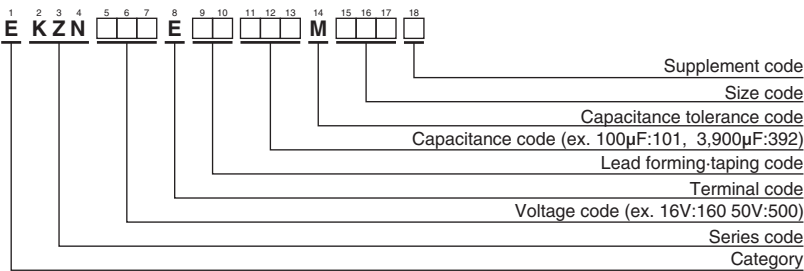 1 2 3 4 5 6 7 8 9 10 11 12 13 14 15 16 17 18
E K Z N □ □ □ E □ □ □ □ □ M □ □ □ □
Supplement code
Size code
Capacitance tolerance code
Capacitance code (ex. 100µF:101, 3,900µF:392)
Lead forming·taping code
Terminal code
Voltage code (ex. 16V:160 50V:500)
Series code
Category